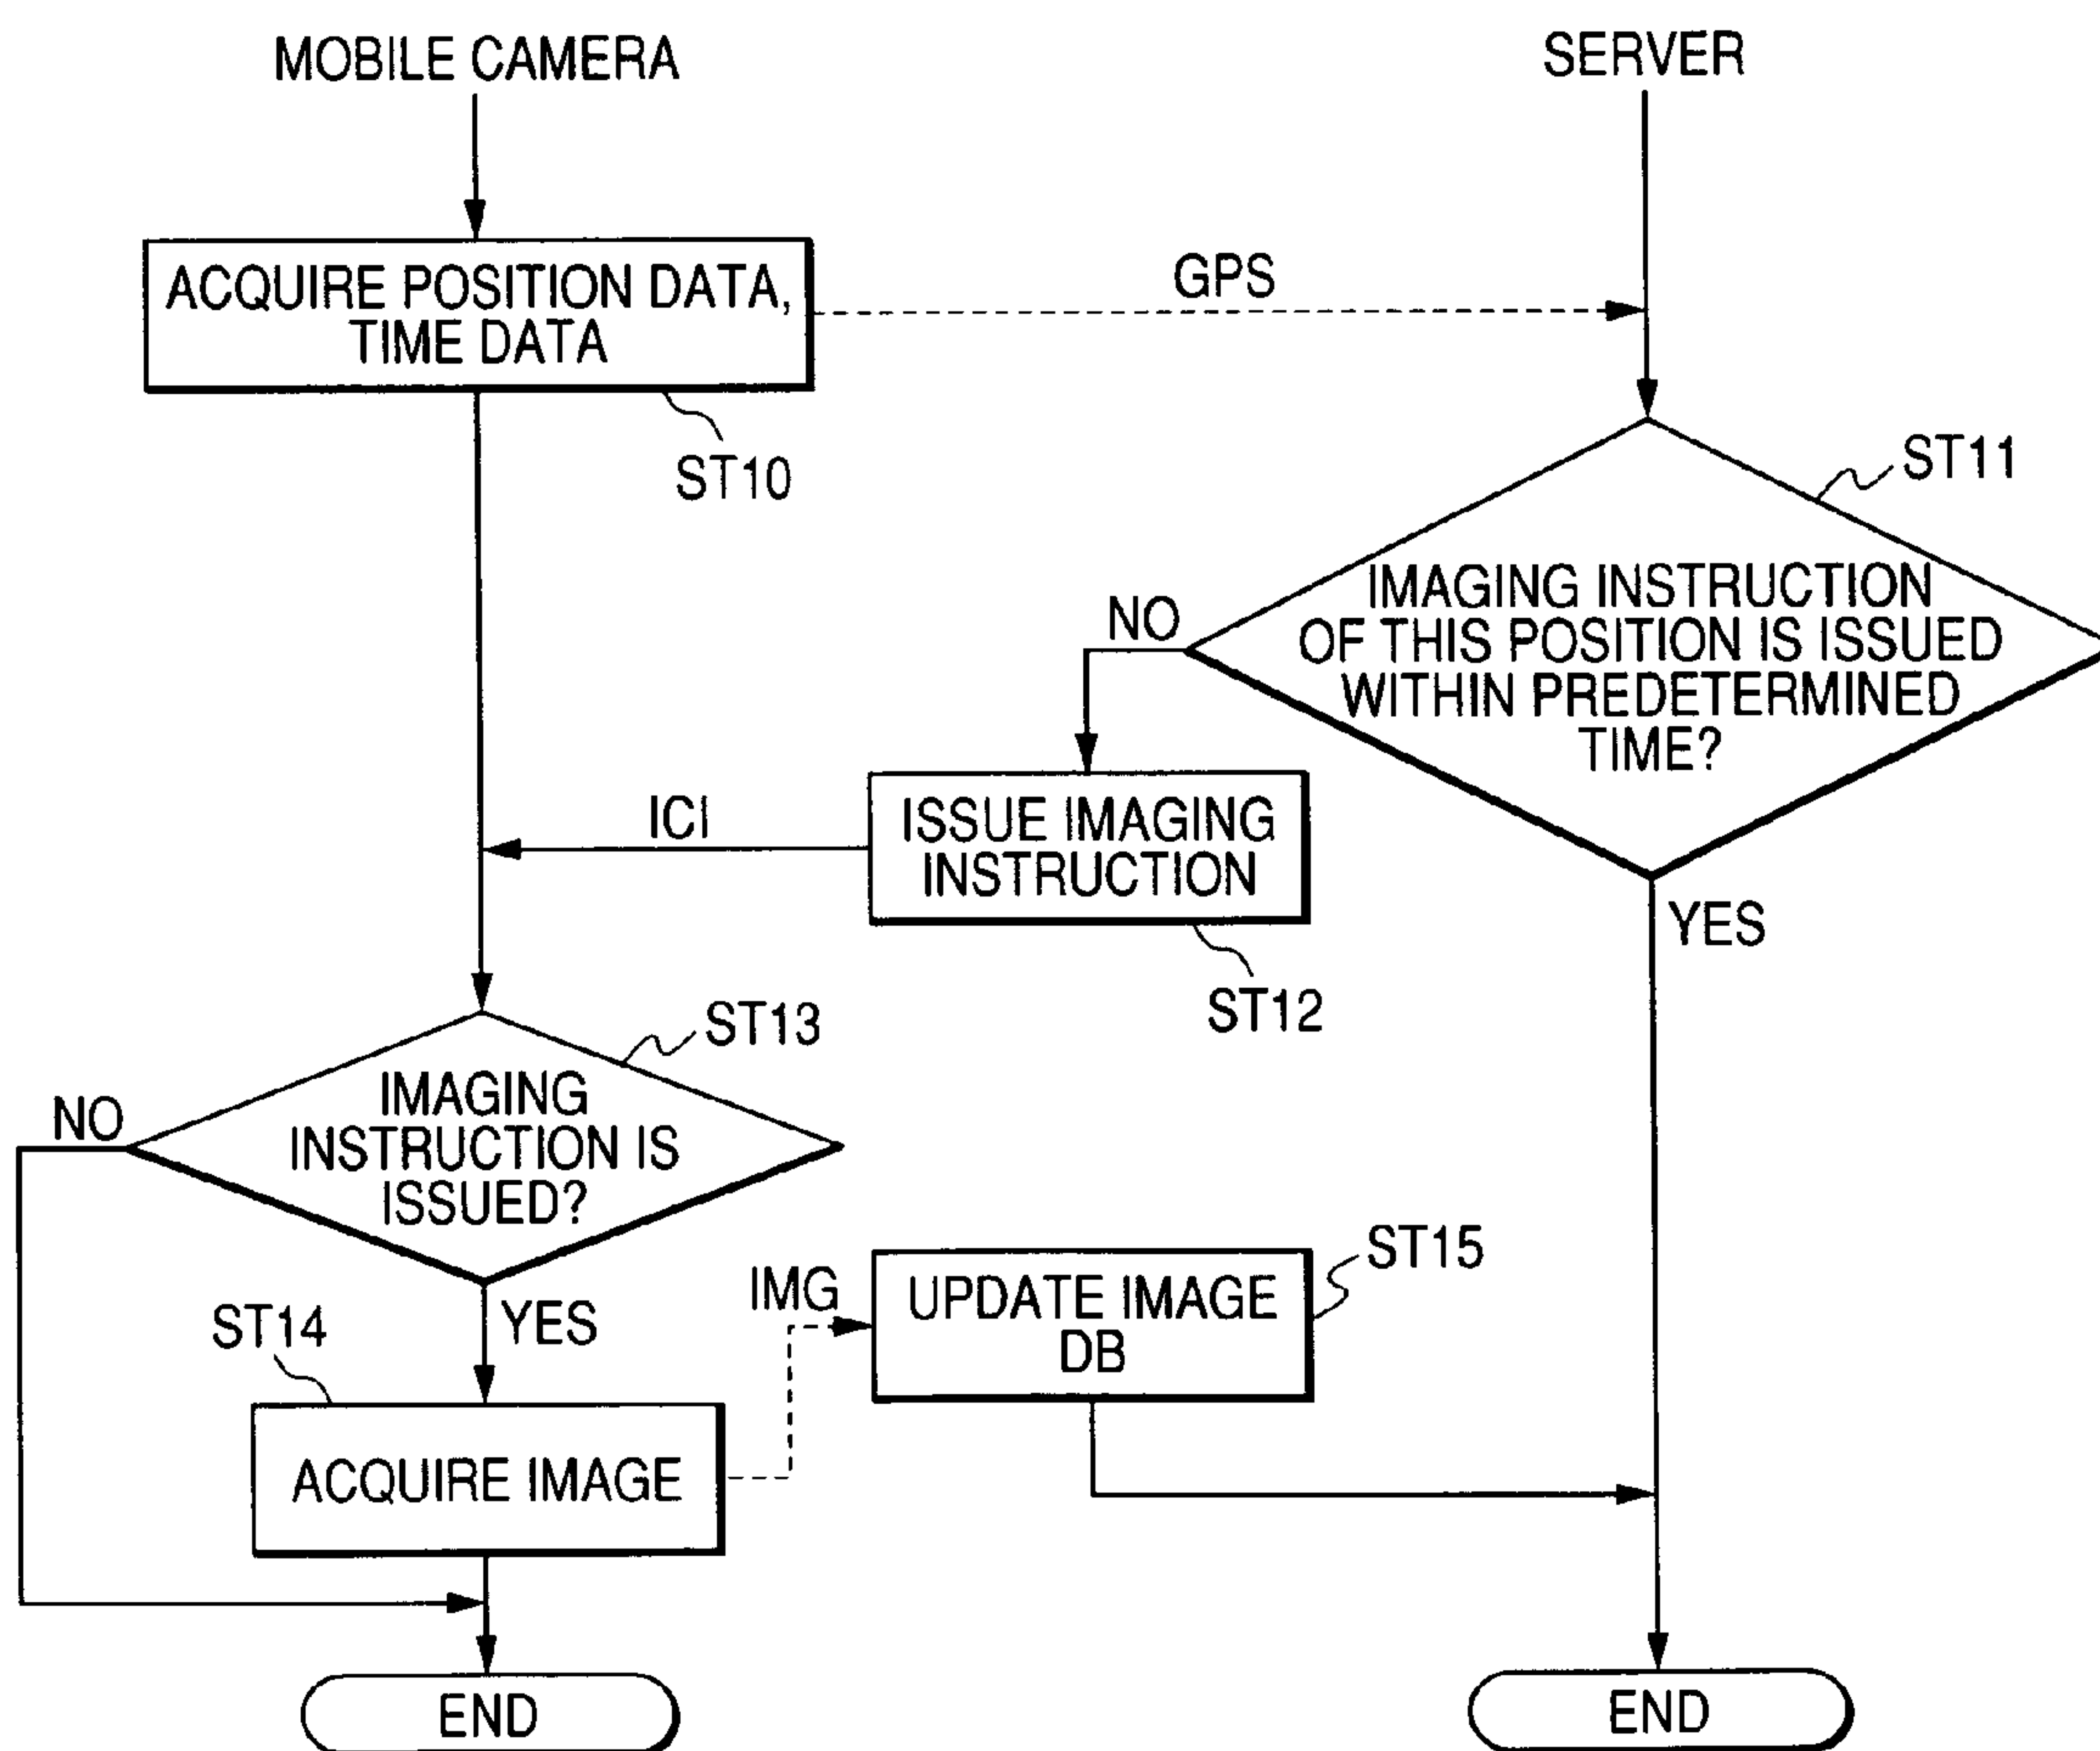 MOBILE CAMERA
SERVER
ACQUIRE POSITION DATA,
TIME DATA
GPS
ST10
ST11
IMAGING INSTRUCTION
OF THIS POSITION IS ISSUED
WITHIN PREDETERMINED
TIME?
NO
ICI
ISSUE IMAGING
INSTRUCTION
YES
ST12
ST13
IMAGING
INSTRUCTION IS
ISSUED?
NO
YES
ST14
IMG
UPDATE IMAGE
DB
ST15
ACQUIRE IMAGE
END
END